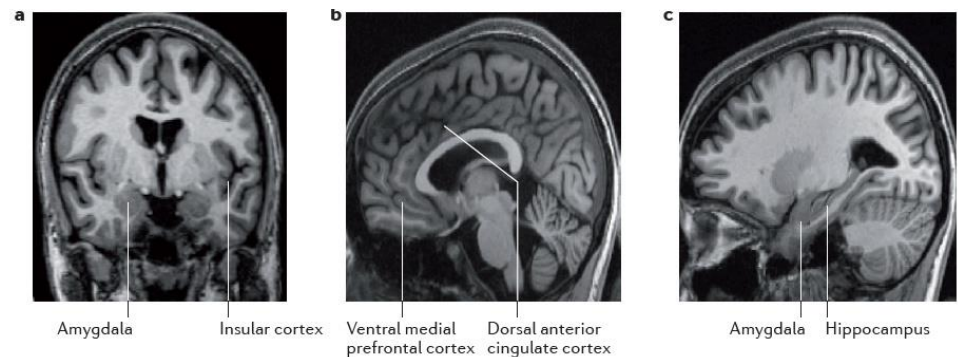 a
b
c
Amygdala
Insular cortex
Ventral medial
prefrontal cortex
Dorsal anterior
cingulate cortex
Amygdala
Hippocampus